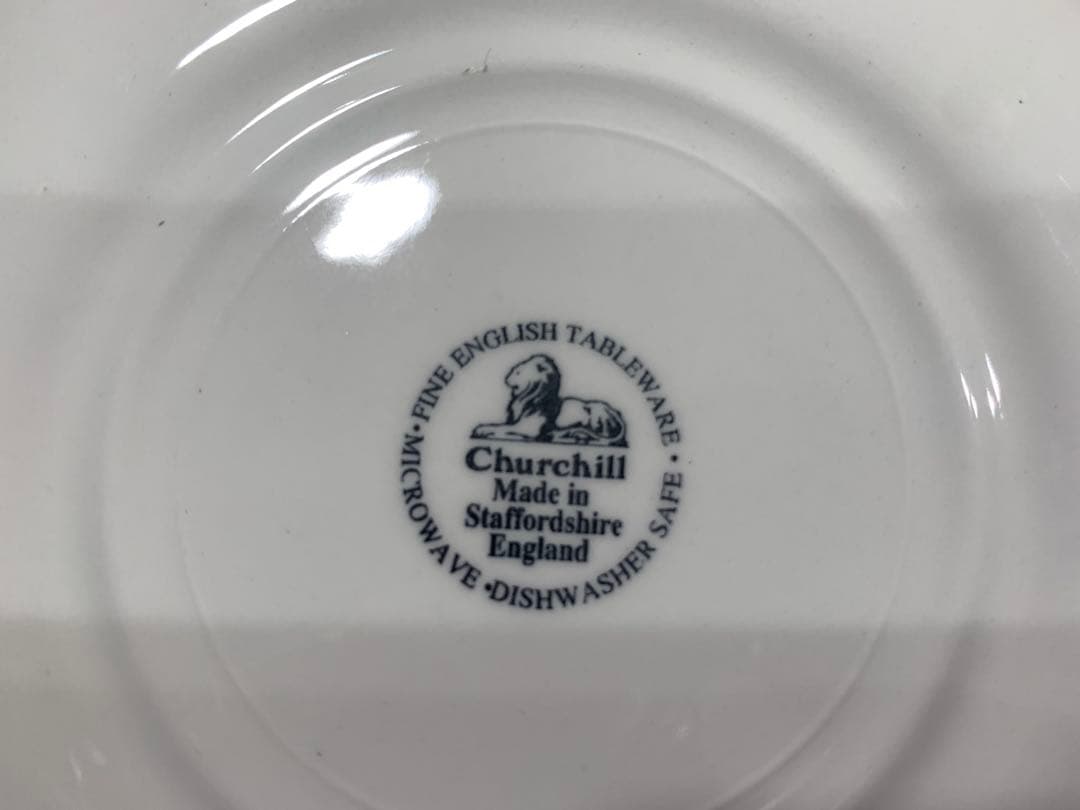 •FINE ENGLISH TABLEWARE•
Churchill
Made in
Staffordshire
England
•MICROWAVE •DISHWASHER SAFE